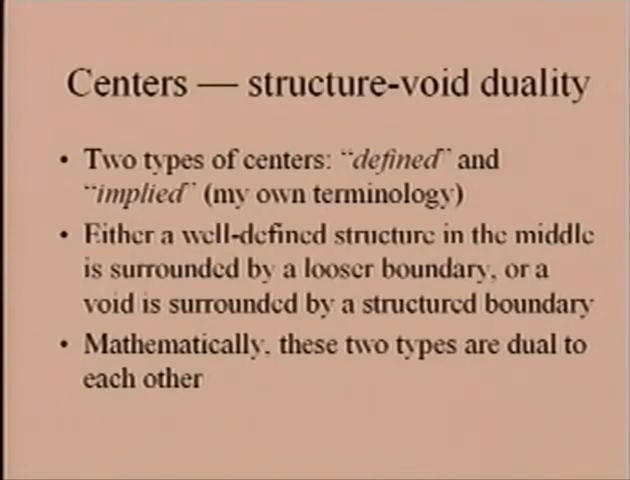 Centers — structure-void duality
• Two types of centers: “defined” and
“implied” (my own terminology)
• Either a well-defined structure in the middle
is surrounded by a looser boundary, or a
void is surrounded by a structured boundary
• Mathematically, these two types are dual to
each other